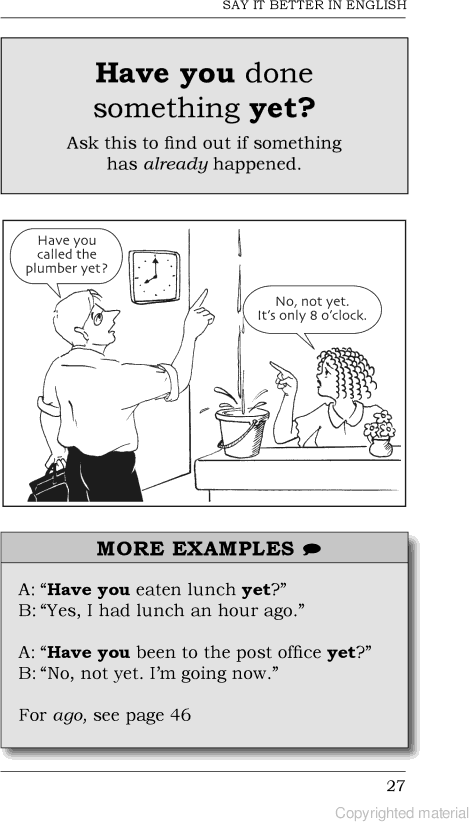 SAY IT BETTER IN ENGLISH
Have you done
something yet?
Ask this to find out if something
has already happened.
Have you
called the
plumber yet?
No, not yet.
It's only 8 o'clock.
MORE EXAMPLES
A: “Have you eaten lunch yet?”
B: “Yes, I had lunch an hour ago.”
A: “Have you been to the post office yet?”
B: “No, not yet. I'm going now.”
For ago, see page 46
27
Copyrighted material